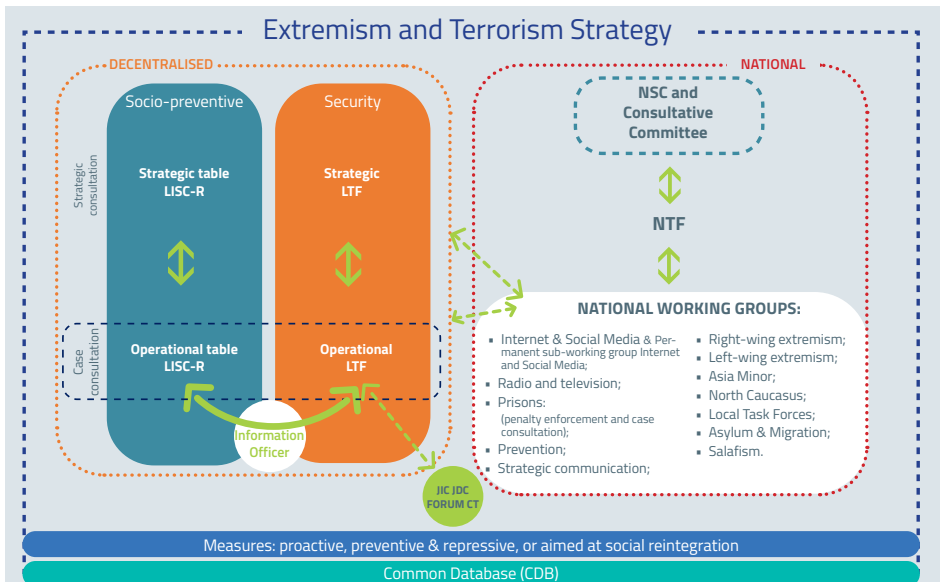 Extremism and Terrorism Strategy
DECENTRALISED
Socio-preventive
Security
Strategic
consultation
Strategic table
LISC-R
Strategic
LTF
Case
consultation
Operational table
LISC-R
Operational
LTF
Information
Officer
JIC JDC
FORUM CT
NATIONAL
NSC and
Consultative
Committee
NTF
NATIONAL WORKING GROUPS:
▪ Internet & Social Media & Per-
manent sub-working group Internet
and Social Media;
▪ Radio and television;
▪ Prisons:
(penalty enforcement and case
consultation);
▪ Prevention;
▪ Strategic communication;
▪ Right-wing extremism;
▪ Left-wing extremism;
▪ Asia Minor;
▪ North Caucasus;
▪ Local Task Forces;
▪ Asylum & Migration;
▪ Salafism.
Measures: proactive, preventive & repressive, or aimed at social reintegration
Common Database (CDB)